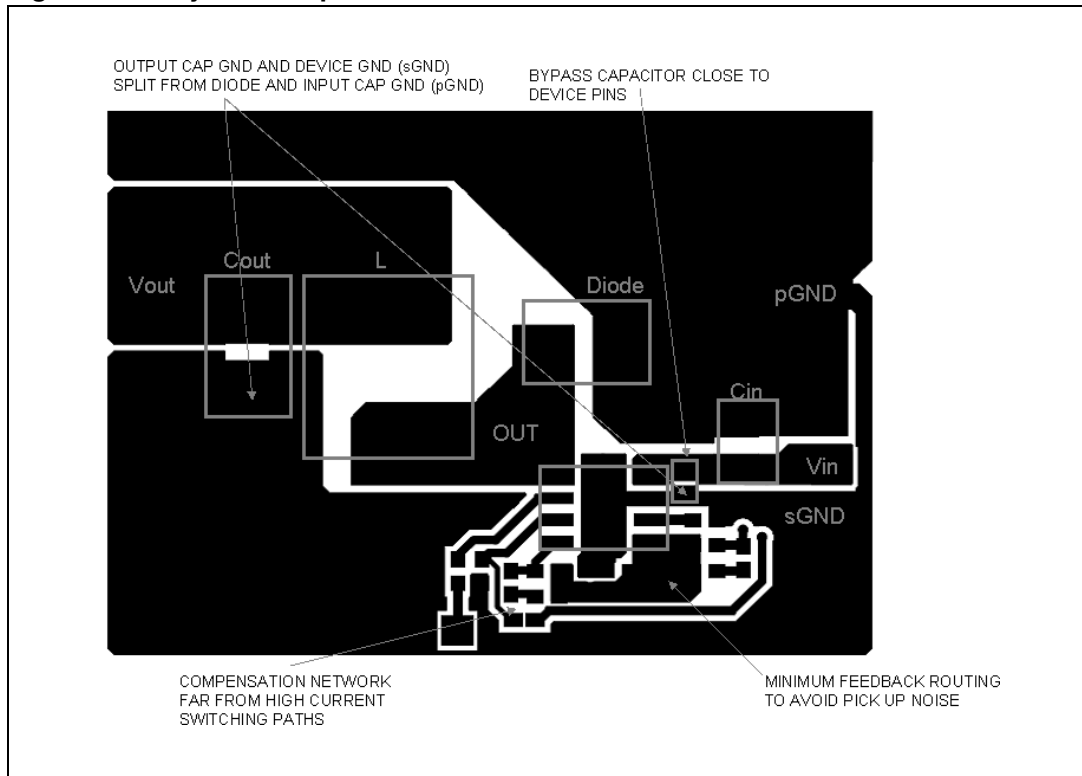 OUTPUT CAP GND AND DEVICE GND (sGND)
SPLIT FROM DIODE AND INPUT CAP GND (pGND)
BYPASS CAPACITOR CLOSE TO
DEVICE PINS
Cout
L
Vout
Diode
pGND
Cin
OUT
Vin
sGND
COMPENSATION NETWORK
FAR FROM HIGH CURRENT
SWITCHING PATHS
MINIMUM FEEDBACK ROUTING
TO AVOID PICK UP NOISE